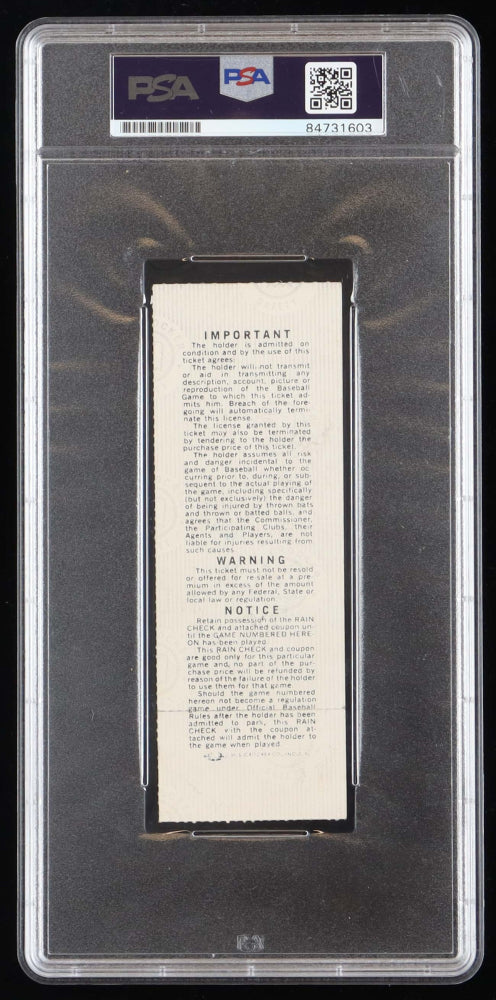 PSA
PSA
84731603
IMPORTANT
The holder is admitted on
condition and by the use of this
ticket agrees:
The holder will not transmit
or aid in transmitting any
description, account, picture or
reproduction of the Baseball
Game to which this ticket ad-
mits him. Breach of the fore-
going will automatically termi-
nate this license.
The license granted by this
ticket may also be terminated
by tendering to the holder the
purchase price of this ticket.
The holder assumes all risk
and danger incidental to the
game of Baseball whether oc-
curring prior to, during, or sub-
sequent to the actual playing of
the game, including specifically
(but not exclusively) the danger
of being injured by thrown bats
and thrown or batted balls, and
agrees that the Commissioner,
the Participating Clubs, their
Agents and Players, are not
liable for injuries resulting from
such causes
WARNING
This ticket must not be resold
or offered for re-sale at a pre-
mium in excess of the amount
allowed by any Federal, State or
local law or regulation.
NOTICE
Retain possession of the RAIN
CHECK and attached coupon un-
til the GAME NUMBERED HERE-
ON has been played.
This RAIN CHECK and coupon
are good only for this particular
game and, no part of the pur-
chase price will be refunded by
reason of the failure of the holder
to use them for that game.
Should the game numbered
hereon not become a regulation
game under Official Baseball
Rules after the holder has been
admitted to park, this RAIN
CHECK with the coupon at-
tached will admit the holder to
the game when played.